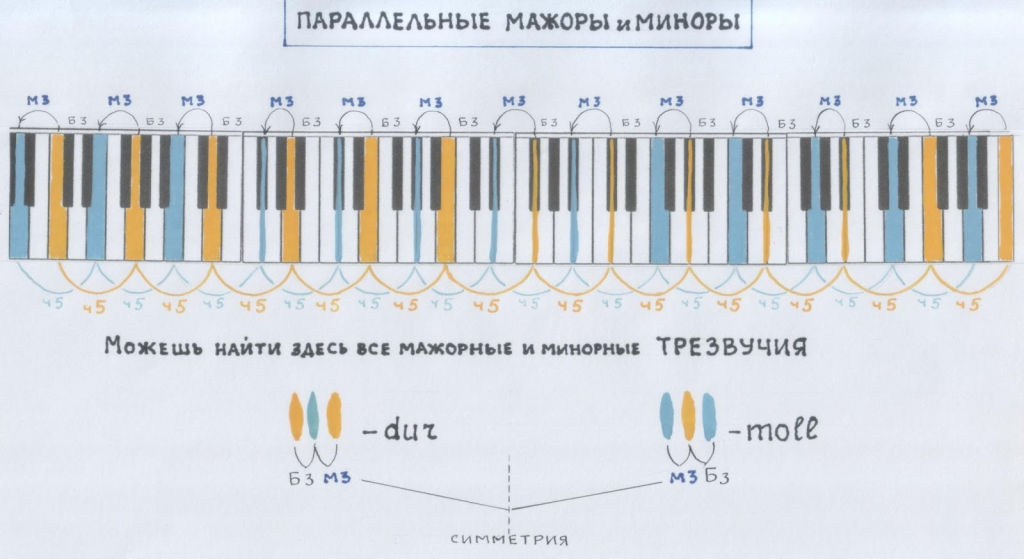 ПАРАЛЛЕЛЬНЫЕ МАЖОРЫ и МИНОРЫ
М3 М3 М3 М3 М3 М3 М3 М3 М3 М3 М3 М3 М3
Б3 Б3 Б3 Б3 Б3 Б3 Б3 Б3 Б3 Б3 Б3 Б3
ч5 ч5 ч5 ч5 ч5 ч5 ч5 ч5 ч5 ч5 ч5 ч5 ч5 ч5 ч5 ч5 ч5 ч5 ч5 ч5 ч5 ч5 ч5 ч5
МОЖЕШЬ НАЙТИ ЗДЕСЬ ВСЕ МАЖОРНЫЕ И МИНОРНЫЕ ТРЕЗВУЧИЯ
- dur
- moll
Б3 М3
М3 Б3
СИММЕТРИЯ